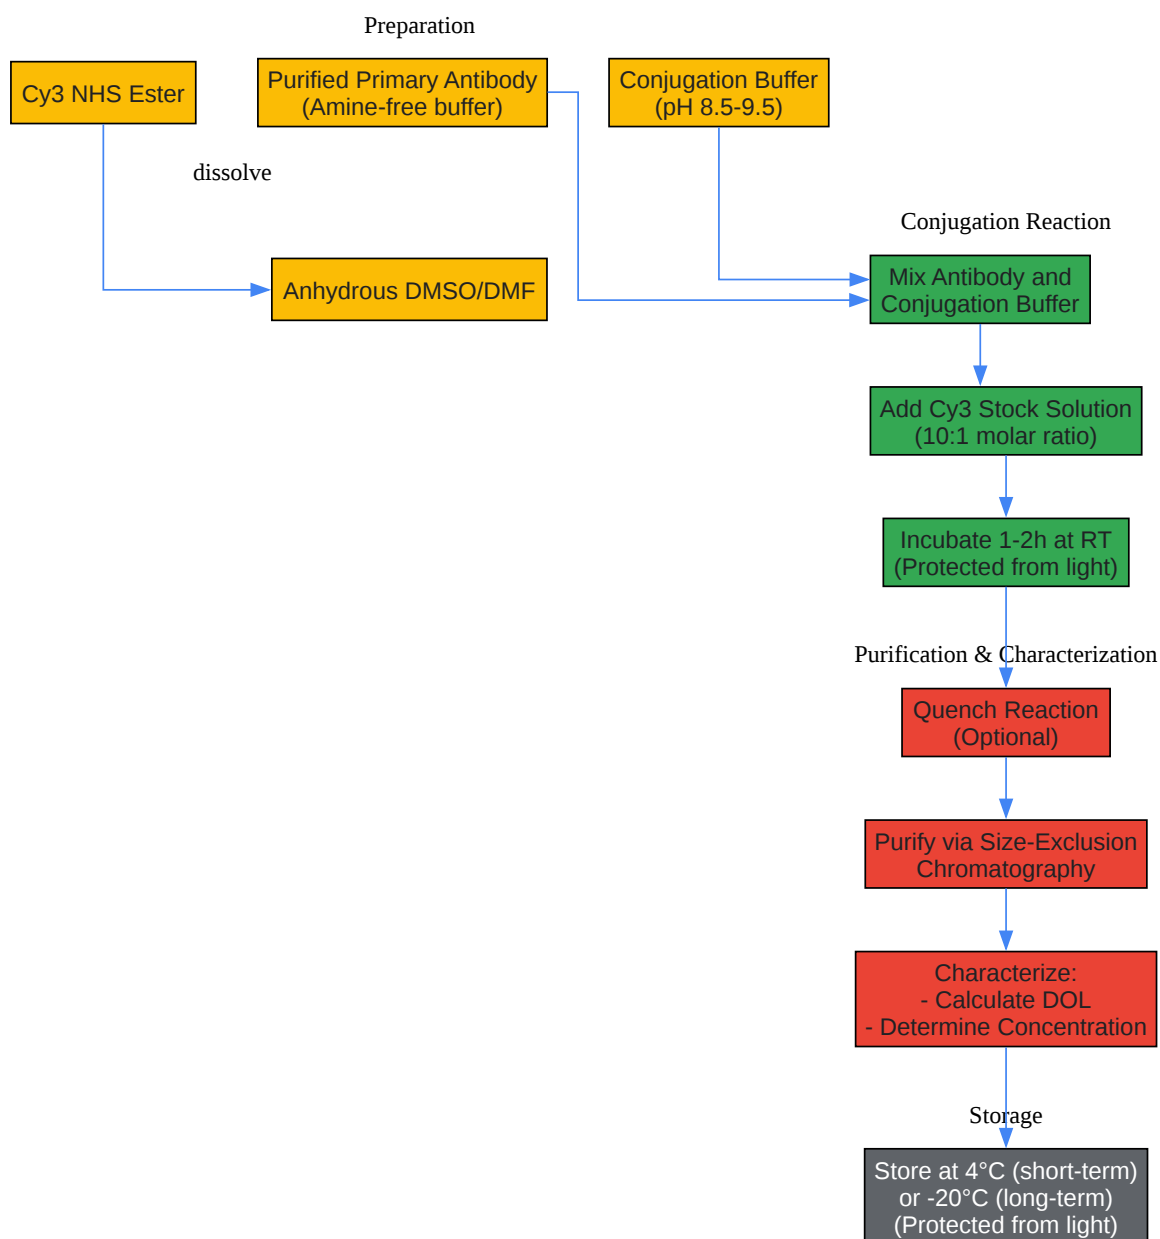 Preparation
Cy3 NHS Ester
Purified Primary Antibody
(Amine-free buffer)
Conjugation Buffer
(pH 8.5-9.5)
dissolve
Anhydrous DMSO/DMF
Conjugation Reaction
Mix Antibody and
Conjugation Buffer
Add Cy3 Stock Solution
(10:1 molar ratio)
Incubate 1-2h at RT
(Protected from light)
Purification & Characterization
Quench Reaction
(Optional)
Purify via Size-Exclusion
Chromatography
Characterize:
- Calculate DOL
- Determine Concentration
Storage
Store at 4°C (short-term)
or -20°C (long-term)
(Protected from light)